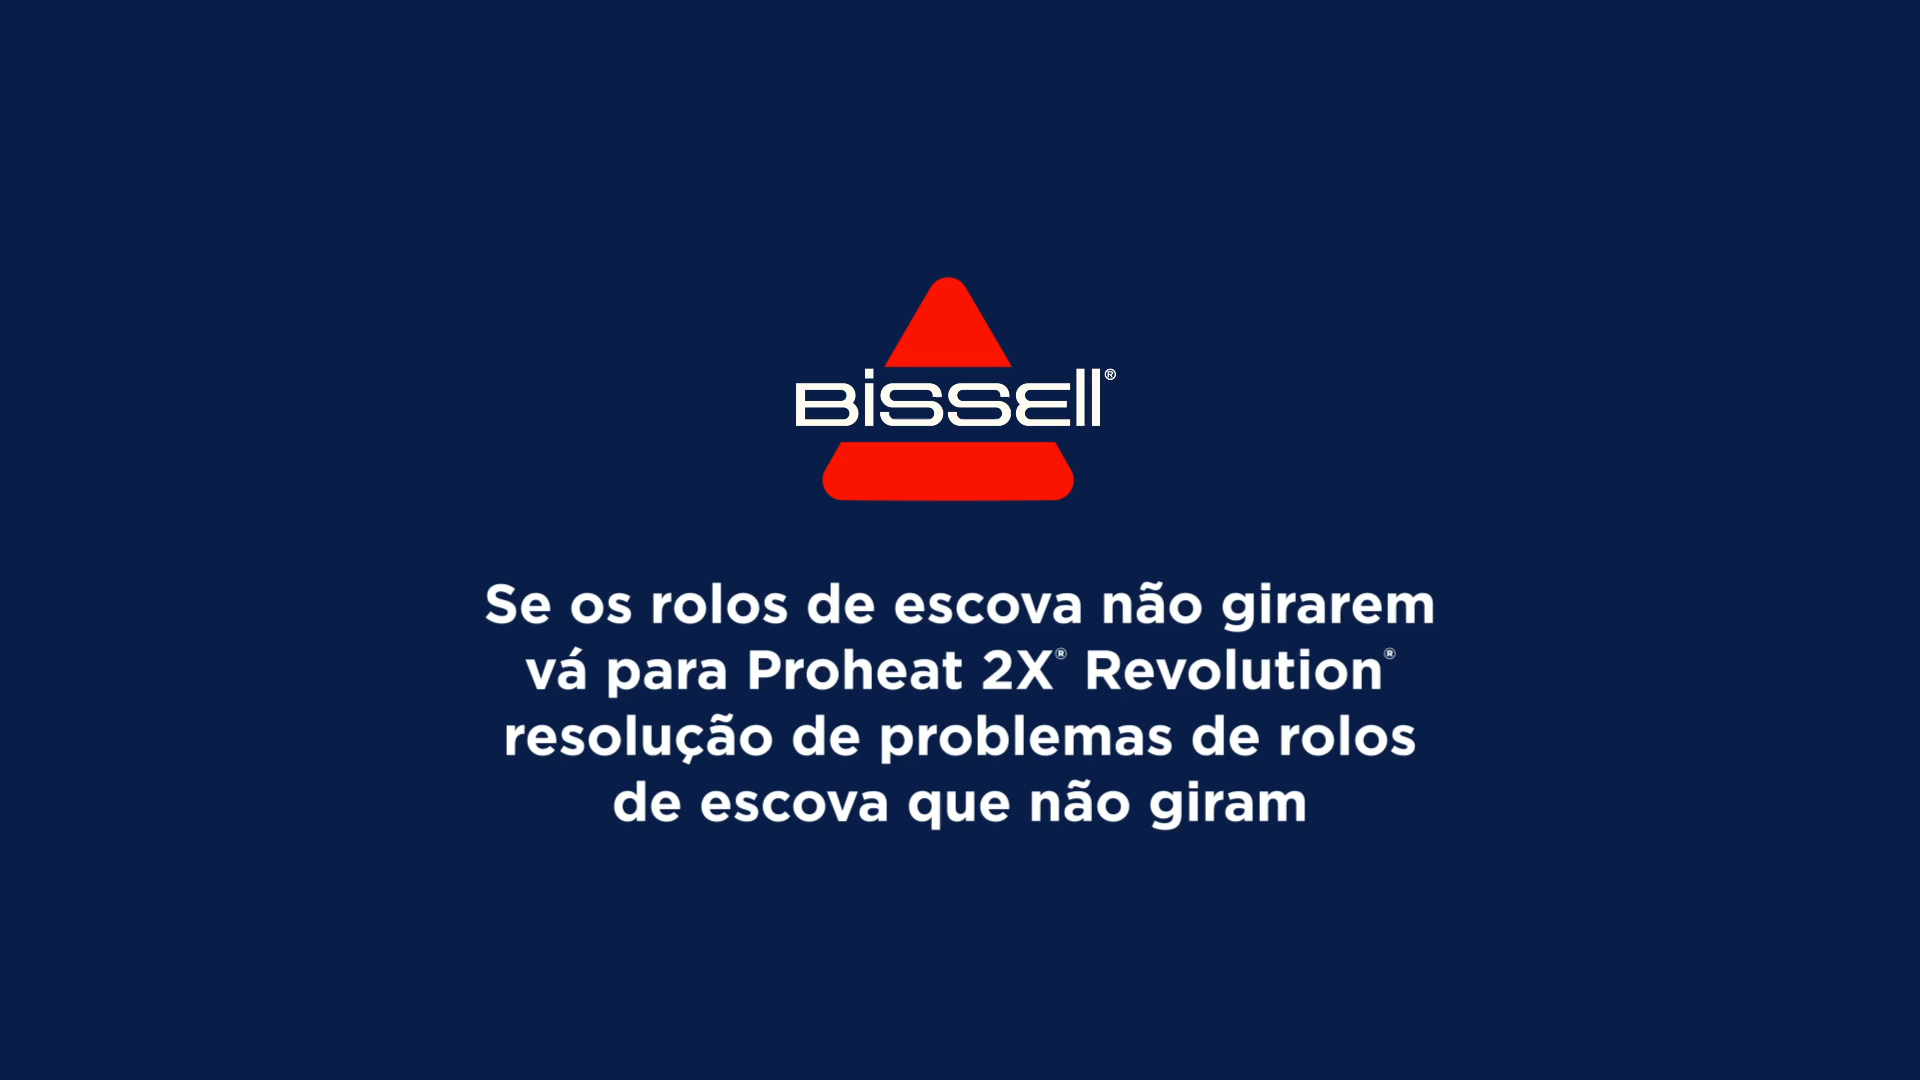 Bissell®
Se os rolos de escova não girarem
vá para Proheat 2X® Revolution®
resolução de problemas de rolos
de escova que não giram